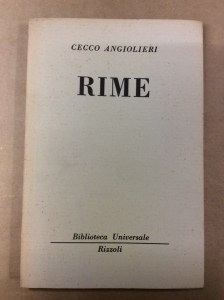 CECCO ANGIOLIERI
RIME
Biblioteca Universale
Rizzoli